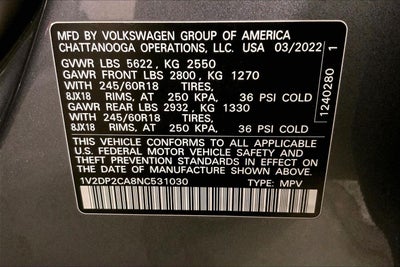 MFD BY VOLKSWAGEN GROUP OF AMERICA
CHATTANOOGA OPERATIONS, LLC. USA 03/2022
GVWR LBS 5622, KG 2550
GAWR FRONT LBS 2800, KG 1270
WITH 245/60R18 TIRES,
8JX18 RIMS, AT 250 KPA, 36 PSI COLD
GAWR REAR LBS 2932, KG 1330
WITH 245/60R18 TIRES,
8JX18 RIMS, AT 250 KPA, 36 PSI COLD
THIS VEHICLE CONFORMS TO ALL APPLICABLE
FEDERAL MOTOR VEHICLE SAFETY AND
THEFT PREVENTION STANDARDS IN EFFECT ON THE
DATE OF MANUFACTURE SHOWN ABOVE.
1V2DP2CA8NC531030 TYPE: MPV
1240280 1